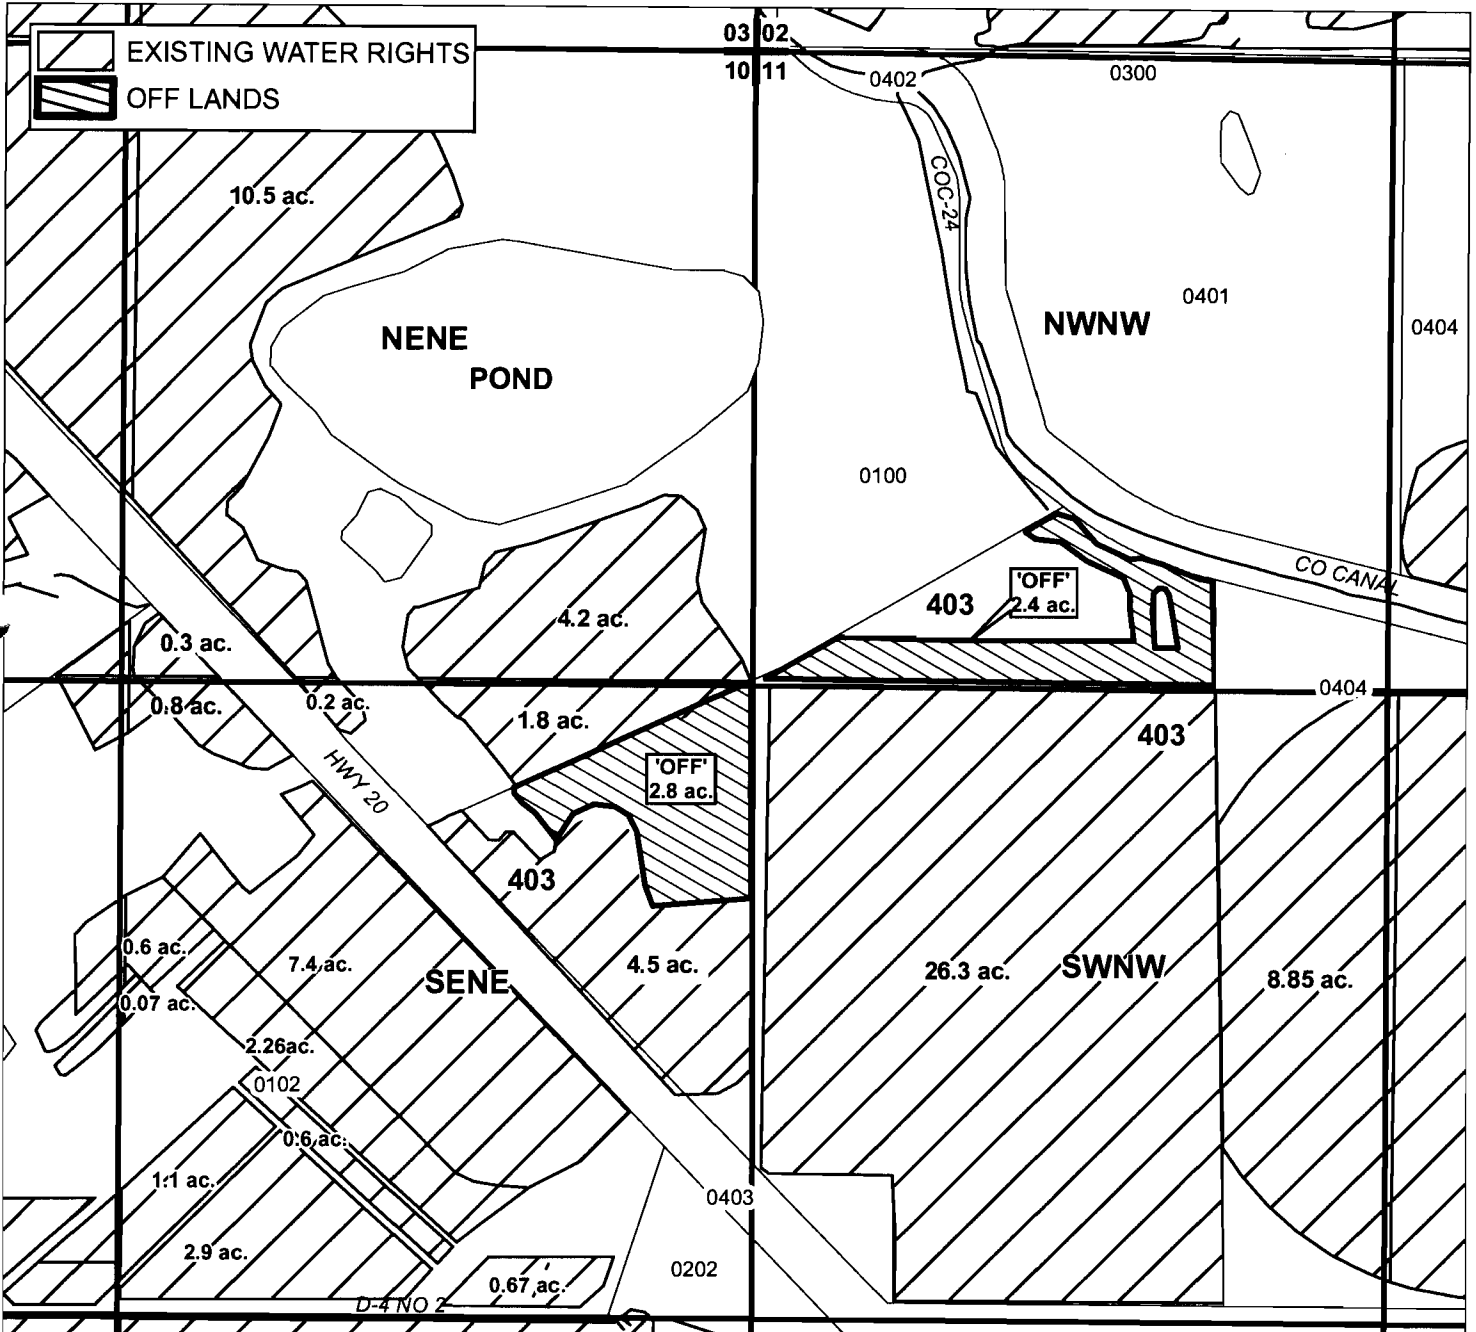 EXISTING WATER RIGHTS
OFF LANDS
03 02
10 11
0402
0300
COC-24
10.5 ac.
NENE
POND
NWNW
0401
0404
0100
CO CANAL
403
'OFF'
2.4 ac.
4.2 ac.
0.3 ac.
0.8 ac.
0.2 ac.
1.8 ac.
0404
403
HWY 20
'OFF'
2.8 ac.
403
0.6 ac.
7.4 ac.
SENE
4.5 ac.
26.3 ac.
SWNW
8.85 ac.
0.07 ac.
2.26ac.
0102
0.6 ac.
1.1 ac.
0403
2.9 ac.
0.67 ac.
0202
D-4 NO 2